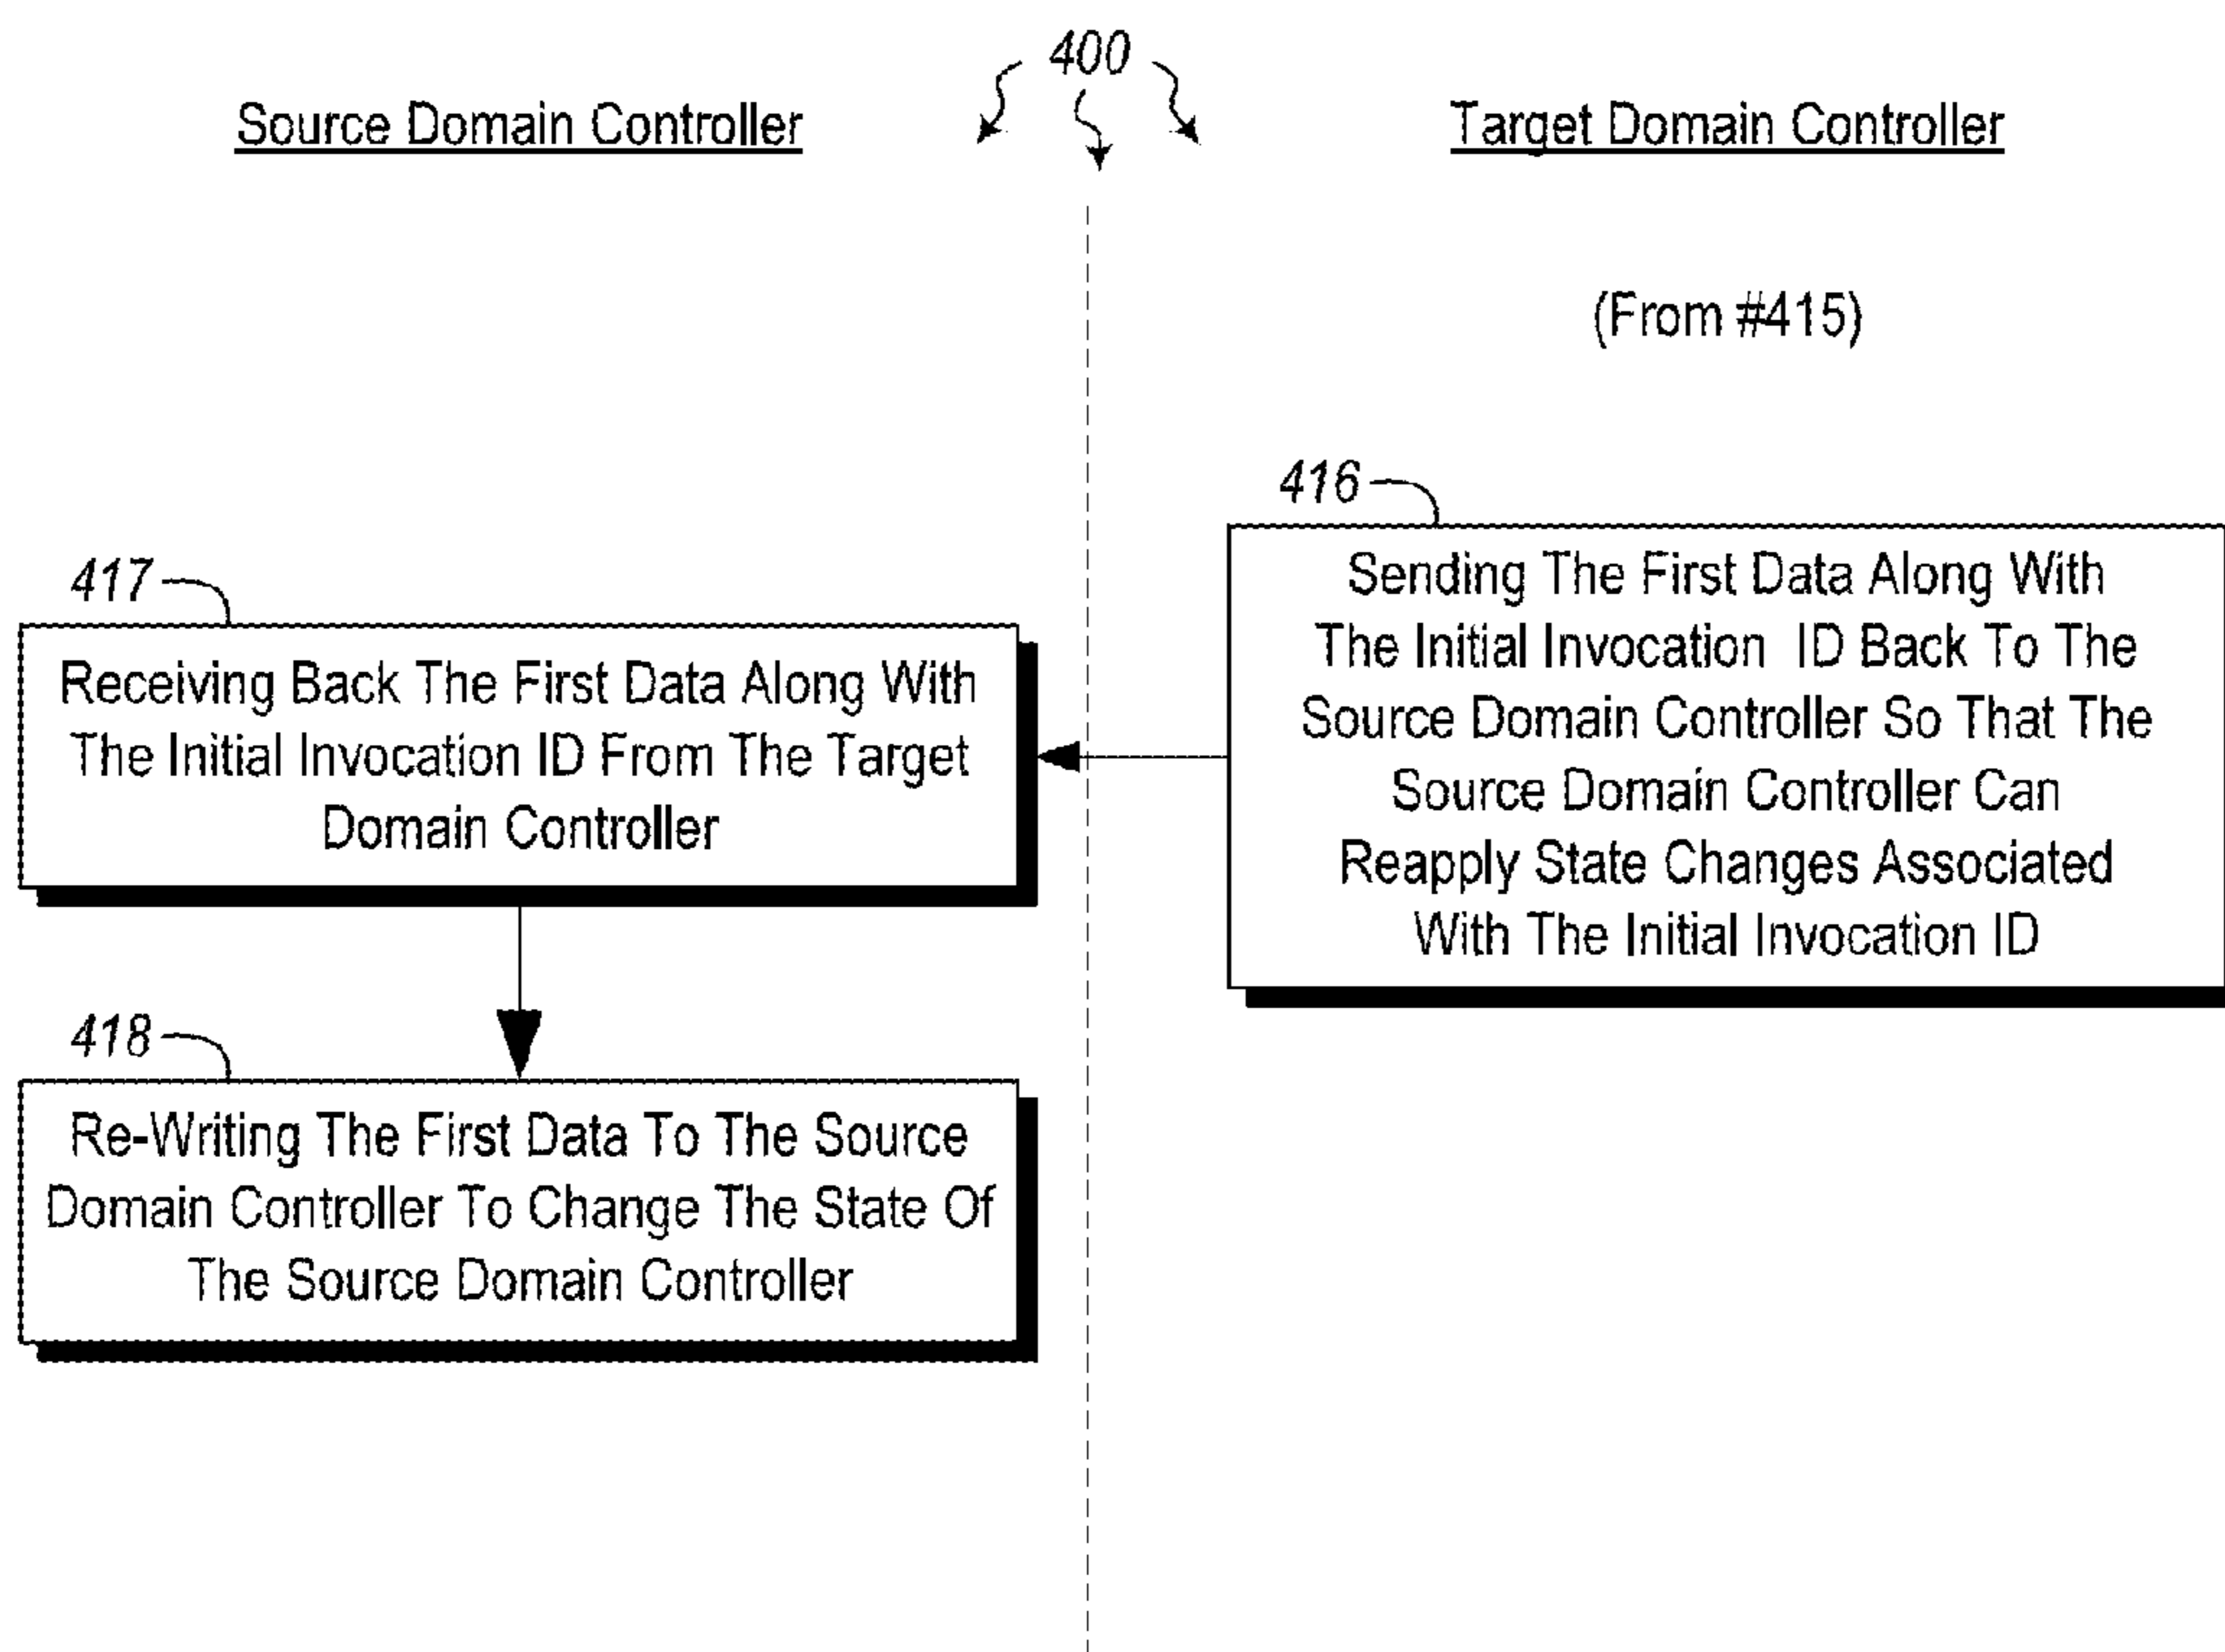 400
Source Domain Controller
Target Domain Controller
(From #415)
416
Sending The First Data Along With
The Initial Invocation ID Back To The
Source Domain Controller So That The
Source Domain Controller Can
Reapply State Changes Associated
With The Initial Invocation ID
417
Receiving Back The First Data Along With
The Initial Invocation ID From The Target
Domain Controller
418
Re-Writing The First Data To The Source
Domain Controller To Change The State Of
The Source Domain Controller